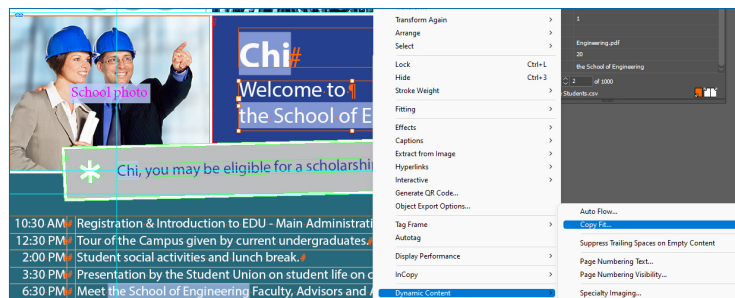 School photo
Chi#
Welcome to ¶
the School of E
Chi, you may be eligible for a scholarshi
10:30 AM# Registration & Introduction to EDU - Main Administrati
12:30 PM# Tour of the Campus given by current undergraduates.#
2:00 PM# Student social activities and lunch break.#
3:30 PM# Presentation by the Student Union on student life on c
6:30 PM# Meet the School of Engineering Faculty, Advisors and A
Transform Again
Arrange
Select
Lock Ctrl+L
Hide Ctrl+3
Stroke Weight
Fitting
Effects
Captions
Extract from Image
Hyperlinks
Interactive
Generate QR Code...
Object Export Options...
Tag Frame
Autotag
Display Performance
InCopy
Dynamic Content
1
Engineering.pdf
20
the School of Engineering
2 of 1000
Students.csv
Auto Flow...
Copy Fit...
Suppress Trailing Spaces on Empty Content
Page Numbering Text...
Page Numbering Visibility...
Specialty Imaging...